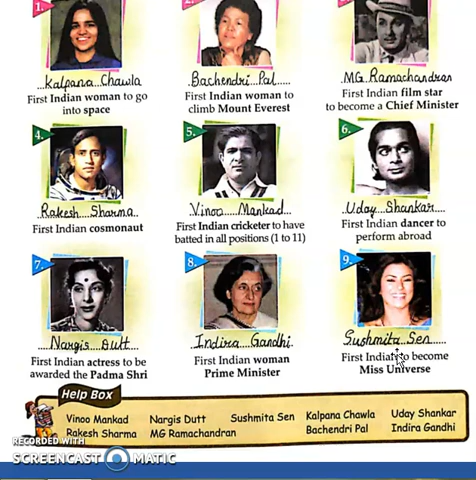 1.
2.
Kalpana Chawla
Bachendri Pal
MG Ramachandran
First Indian woman to go
into space
First Indian woman to
climb Mount Everest
First Indian film star
to become a Chief Minister
4.
5.
6.
Rakesh Sharma
Vinoo Mankad
Uday Shankar
First Indian cosmonaut
First Indian cricketer to have
batted in all positions (1 to 11)
First Indian dancer to
perform abroad
7.
8.
9.
Nargis Dutt
Indira Gandhi
Sushmita Sen
First Indian actress to be
awarded the Padma Shri
First Indian woman
Prime Minister
First Indian to become
Miss Universe
Help Box
Vinoo Mankad Nargis Dutt Sushmita Sen Kalpana Chawla Uday Shankar
Rakesh Sharma MG Ramachandran Bachendri Pal Indira Gandhi
RECORDED WITH
SCREENCAST MATIC